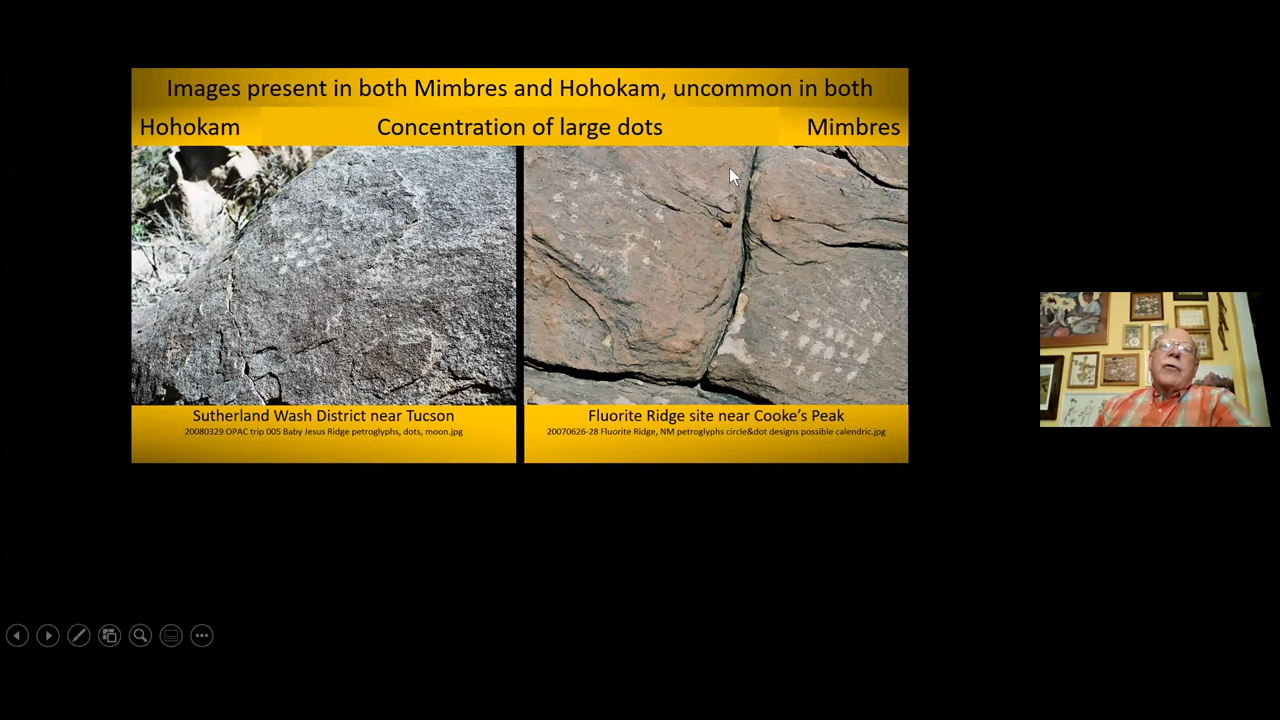 Images present in both Mimbres and Hohokam, uncommon in both
Hohokam
Concentration of large dots
Mimbres
Sutherland Wash District near Tucson
20080329 OPAC trip 005 Baby Jesus Ridge petroglyphs, dots, moon.jpg
Fluorite Ridge site near Cooke's Peak
20070626-28 Fluorite Ridge, NM petroglyphs circle&dot designs possible calendric.jpg